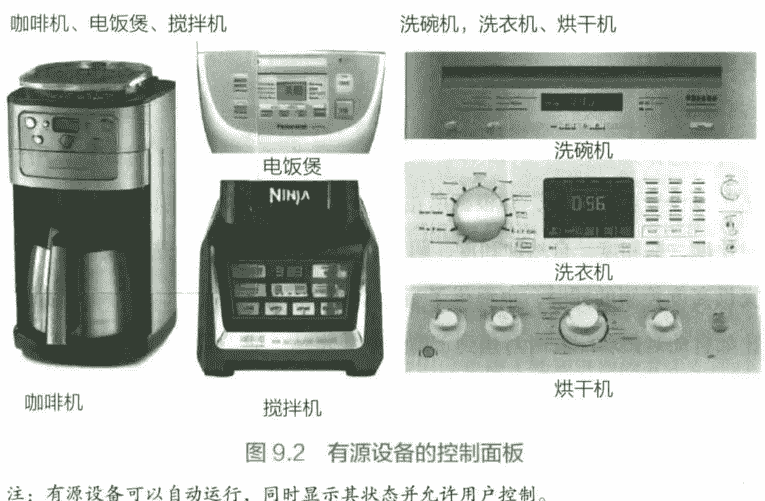 咖啡机、电饭煲、搅拌机
洗碗机，洗衣机、烘干机
电饭煲
洗碗机
NINJA
0:56
洗衣机
咖啡机
搅拌机
烘干机
图 9.2 有源设备的控制面板
注：有源设备可以自动运行，同时显示其状态并允许用户控制。